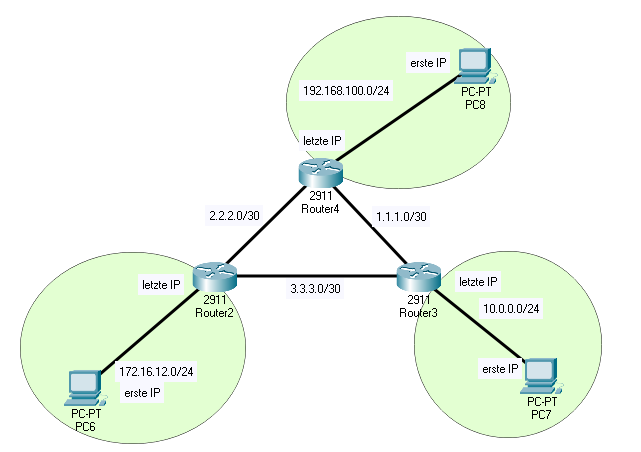 erste IP
192.168.100.0/24
PC-PT
PC8
letzte IP
2911
Router4
2.2.2.0/30
1.1.1.0/30
letzte IP
2911
Router2
3.3.3.0/30
2911
Router3
letzte IP
10.0.0.0/24
172.16.12.0/24
erste IP
PC-PT
PC6
erste IP
PC-PT
PC7